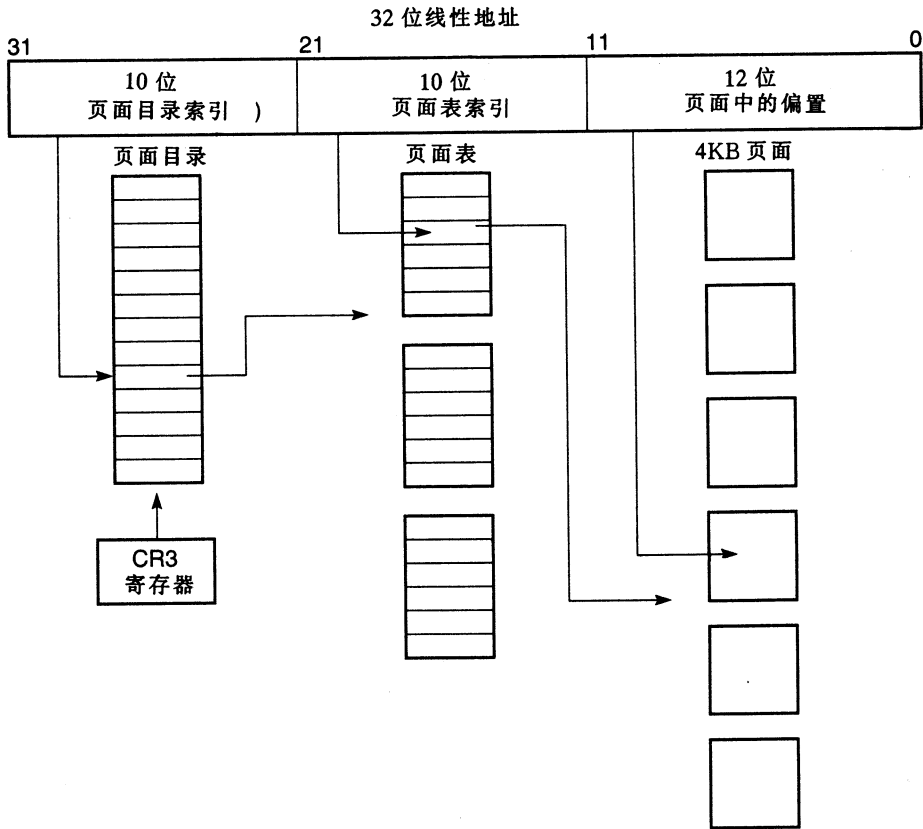 32 位线性地址
31
21
11
0
10 位
页面目录索引 )
10 位
页面表索引
12 位
页面中的偏置
页面目录
页面表
4KB 页面
CR3
寄存器